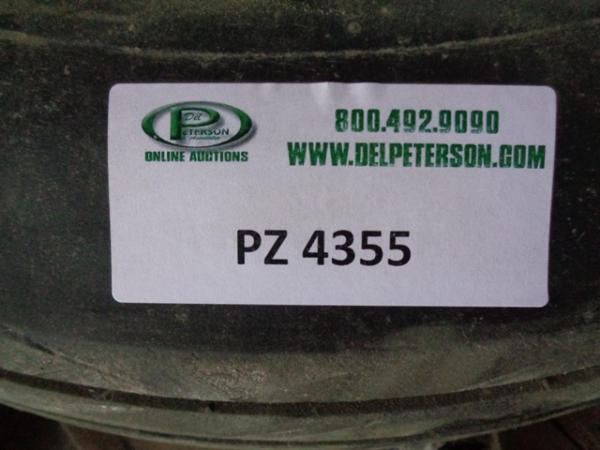 Del
PETERSON
ONLINE AUCTIONS
800.492.9090
WWW.DELPETERSON.COM
PZ 4355